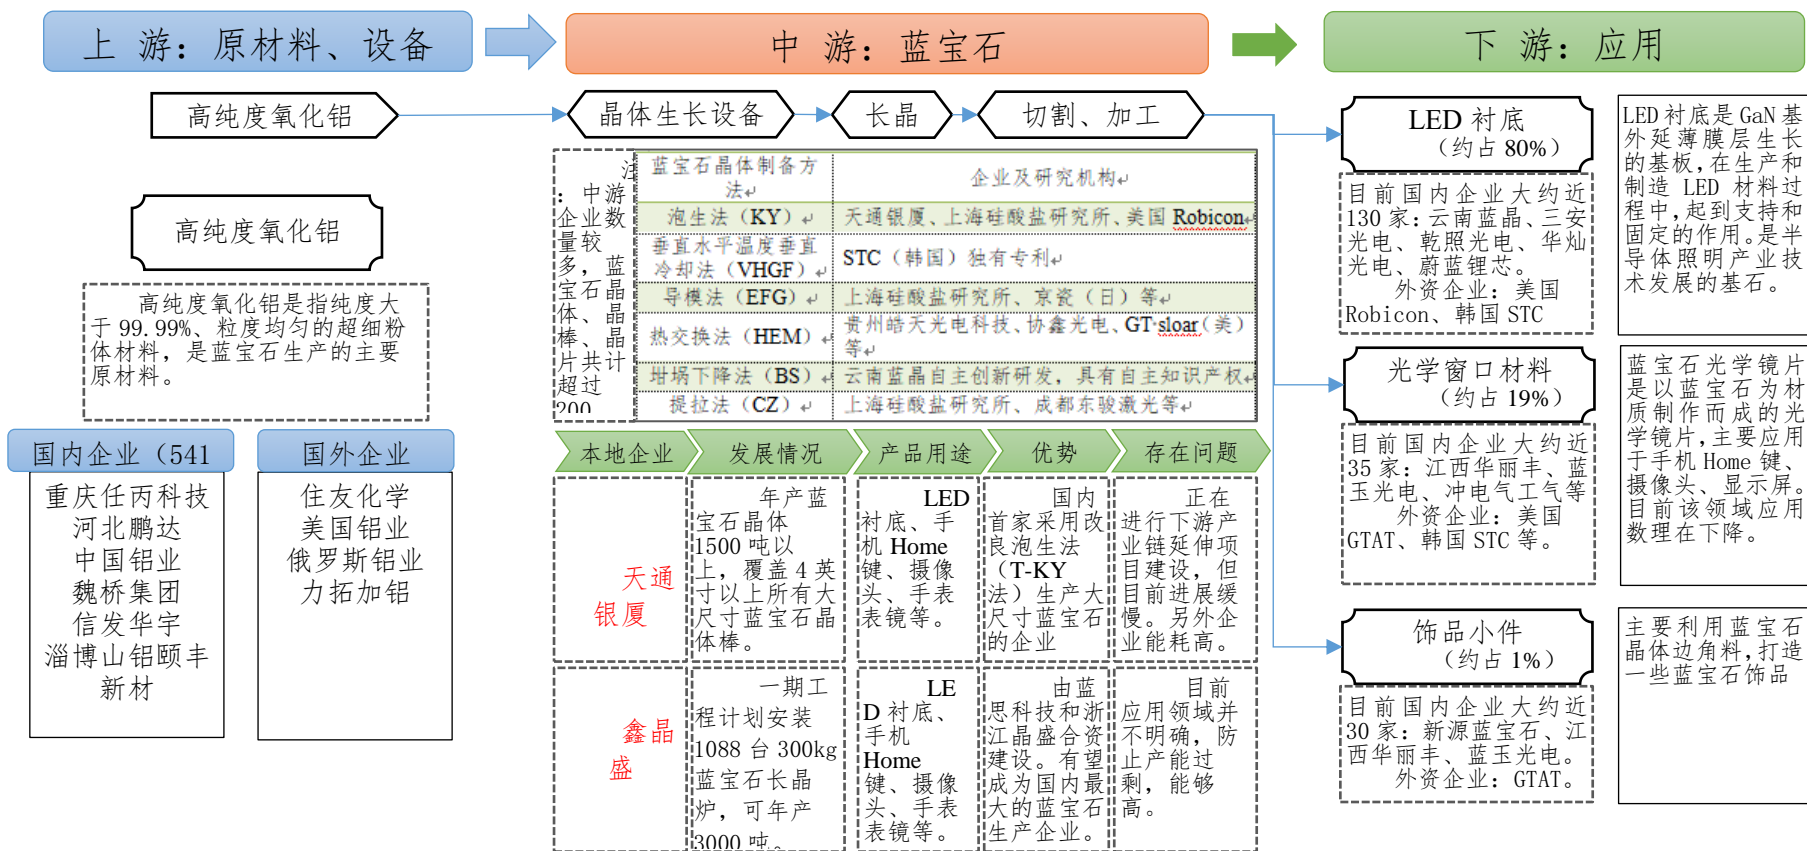 上 游：原材料、设备
中 游：蓝宝石
下 游：应用
高纯度氧化铝
晶体生长设备
长晶
切割、加工
高纯度氧化铝
高纯度氧化铝是指纯度大
于 99.99%、粒度均匀的超细粉
体材料，是蓝宝石生产的主要
原材料。
国内企业（541
重庆任丙科技
河北鹏达
中国铝业
魏桥集团
信发华宇
淄博山铝颐丰
新材
国外企业
住友化学
美国铝业
俄罗斯铝业
力拓加铝
：中游
企业数
量较
多，蓝
宝石晶
体、晶
棒、晶
片共计
超过
200
蓝宝石晶体制备方
法
企业及研究机构
泡生法（KY）
天通银厦、上海硅酸盐研究所、美国 Robicon
垂直水平温度垂直
冷却法（VHGF）
STC（韩国）独有专利
导模法（EFG）
上海硅酸盐研究所、京瓷（日）等
热交换法（HEM）
贵州皓天光电科技、协鑫光电、GT·sloar（美）
等
坩埚下降法（BS）
云南蓝晶自主创新研发，具有自主知识产权
提拉法（CZ）
上海硅酸盐研究所、成都东骏激光等
本地企业
发展情况
产品用途
优势
存在问题
天通
银厦
年产蓝
宝石晶体
1500 吨以
上，覆盖 4 英
寸以上所有大
尺寸蓝宝石晶
体棒。
LED
衬底、手
机 Home
键、摄像
头、手表
表镜等。
国内
首家采用改
良泡生法
（T-KY
法）生产大
尺寸蓝宝石
的企业
正在
进行下游产
业链延伸项
目建设，但
目前进展缓
慢。另外企
业能耗高。
鑫晶
盛
一期工
程计划安装
1088 台 300kg
蓝宝石长晶
炉，可年产
3000 吨。
LE
D 衬底、
手机
Home
键、摄像
头、手表
表镜等。
由蓝
思科技和浙
江晶盛合资
建设。有望
成为国内最
大的蓝宝石
生产企业。
目前
应用领域并
不明确，防
止产能过
剩，能够
高。
LED 衬底
（约占 80%）
目前国内企业大约近
130 家：云南蓝晶、三安
光电、乾照光电、华灿
光电、蔚蓝锂芯。
外资企业：美国
Robicon、韩国 STC
LED 衬底是 GaN 基
外延薄膜层生长
的基板，在生产和
制造 LED 材料过
程中，起到支持和
固定的作用。是半
导体照明产业技
术发展的基石。
光学窗口材料
（约占 19%）
目前国内企业大约近
35 家：江西华丽丰、蓝
玉光电、冲电气工气等
外资企业：美国
GTAT、韩国 STC 等。
蓝宝石光学镜片
是以蓝宝石为材
质制作而成的光
学镜片，主要应用
于手机 Home 键、
摄像头、显示屏。
目前该领域应用
数理在下降。
饰品小件
（约占 1%）
目前国内企业大约近
30 家：新源蓝宝石、江
西华丽丰、蓝玉光电。
外资企业：GTAT。
主要利用蓝宝石
晶体边角料，打造
一些蓝宝石饰品